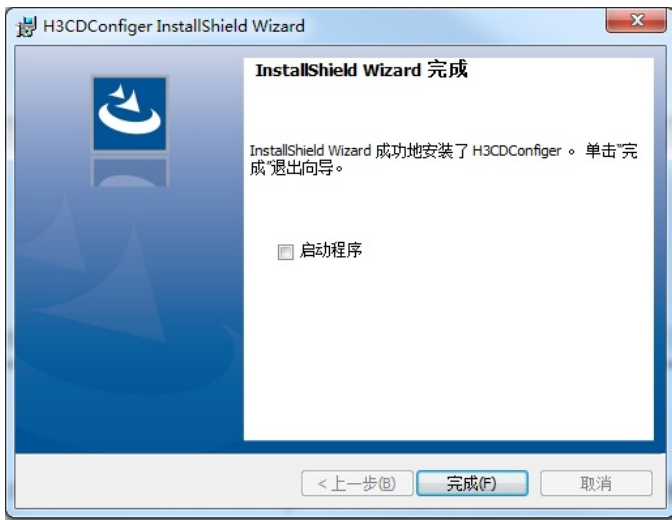 H3CDConfiger InstallShield Wizard
InstallShield Wizard 完成
InstallShield Wizard 成功地安装了 H3CDConfiger 。 单击“完
成”退出向导。
启动程序
<上一步(B)
完成(F)
取消